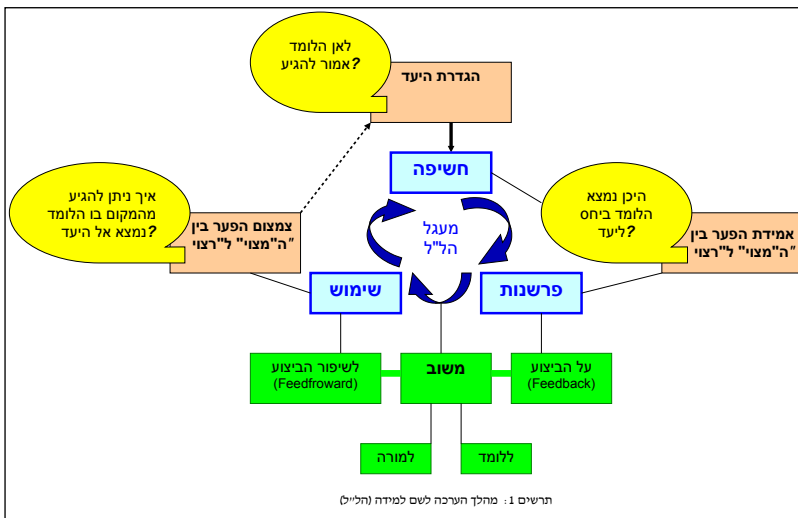 לאן הלומד
אמור להגיע?
הגדרת היעד
חשיפה
היכן נמצא
הלומד ביחס
ליעד?
אמידת הפער בין
ה"מצוי" ל"רצוי"
איך ניתן להגיע
מהמקום בו הלומד
נמצא אל היעד?
צמצום הפער בין
ה"מצוי" ל"רצוי"
מעגל
הל"ל
פרשנות
שימוש
על הביצוע
(Feedback)
משוב
לשיפור הביצוע
(Feedfroward)
ללומד
למורה
תרשים 1: מהלך הערכה לשם למידה (הל"ל)